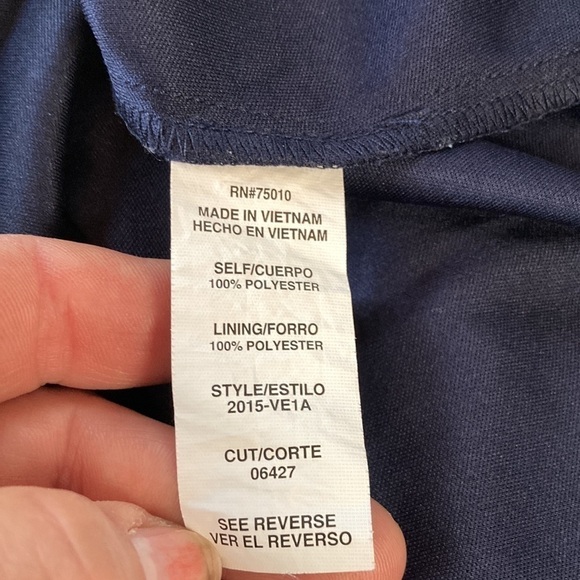 RN#75010
MADE IN VIETNAM
HECHO EN VIETNAM
SELF/CUERPO
100% POLYESTER
LINING/FORRO
100% POLYESTER
STYLE/ESTILO
2015-VE1A
CUT/CORTE
06427
SEE REVERSE
VER EL REVERSO